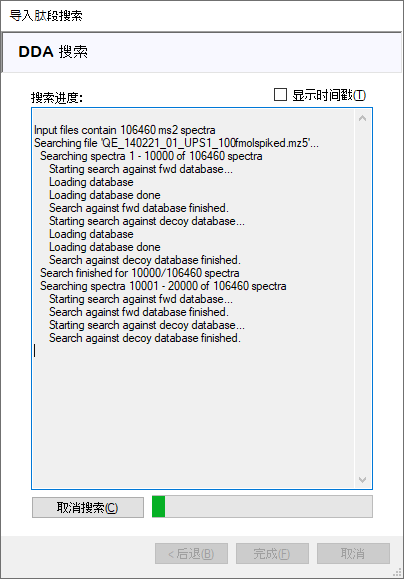 导入肽段搜索
DDA 搜索
搜索进度:
显示时间戳(T)
Input files contain 106460 ms2 spectra
Searching file 'QE_140221_01_UPS1_100fmolspiked.mz5'...
Searching spectra 1 - 10000 of 106460 spectra
Starting search against fwd database...
Loading database
Loading database done
Search against fwd database finished.
Starting search against decoy database...
Loading database
Loading database done
Search against decoy database finished.
Search finished for 10000/106460 spectra
Searching spectra 10001 - 20000 of 106460 spectra
Starting search against fwd database...
Search against fwd database finished.
Starting search against decoy database...
Search against decoy database finished.
取消搜索(C)
< 后退(B)
完成(F)
取消